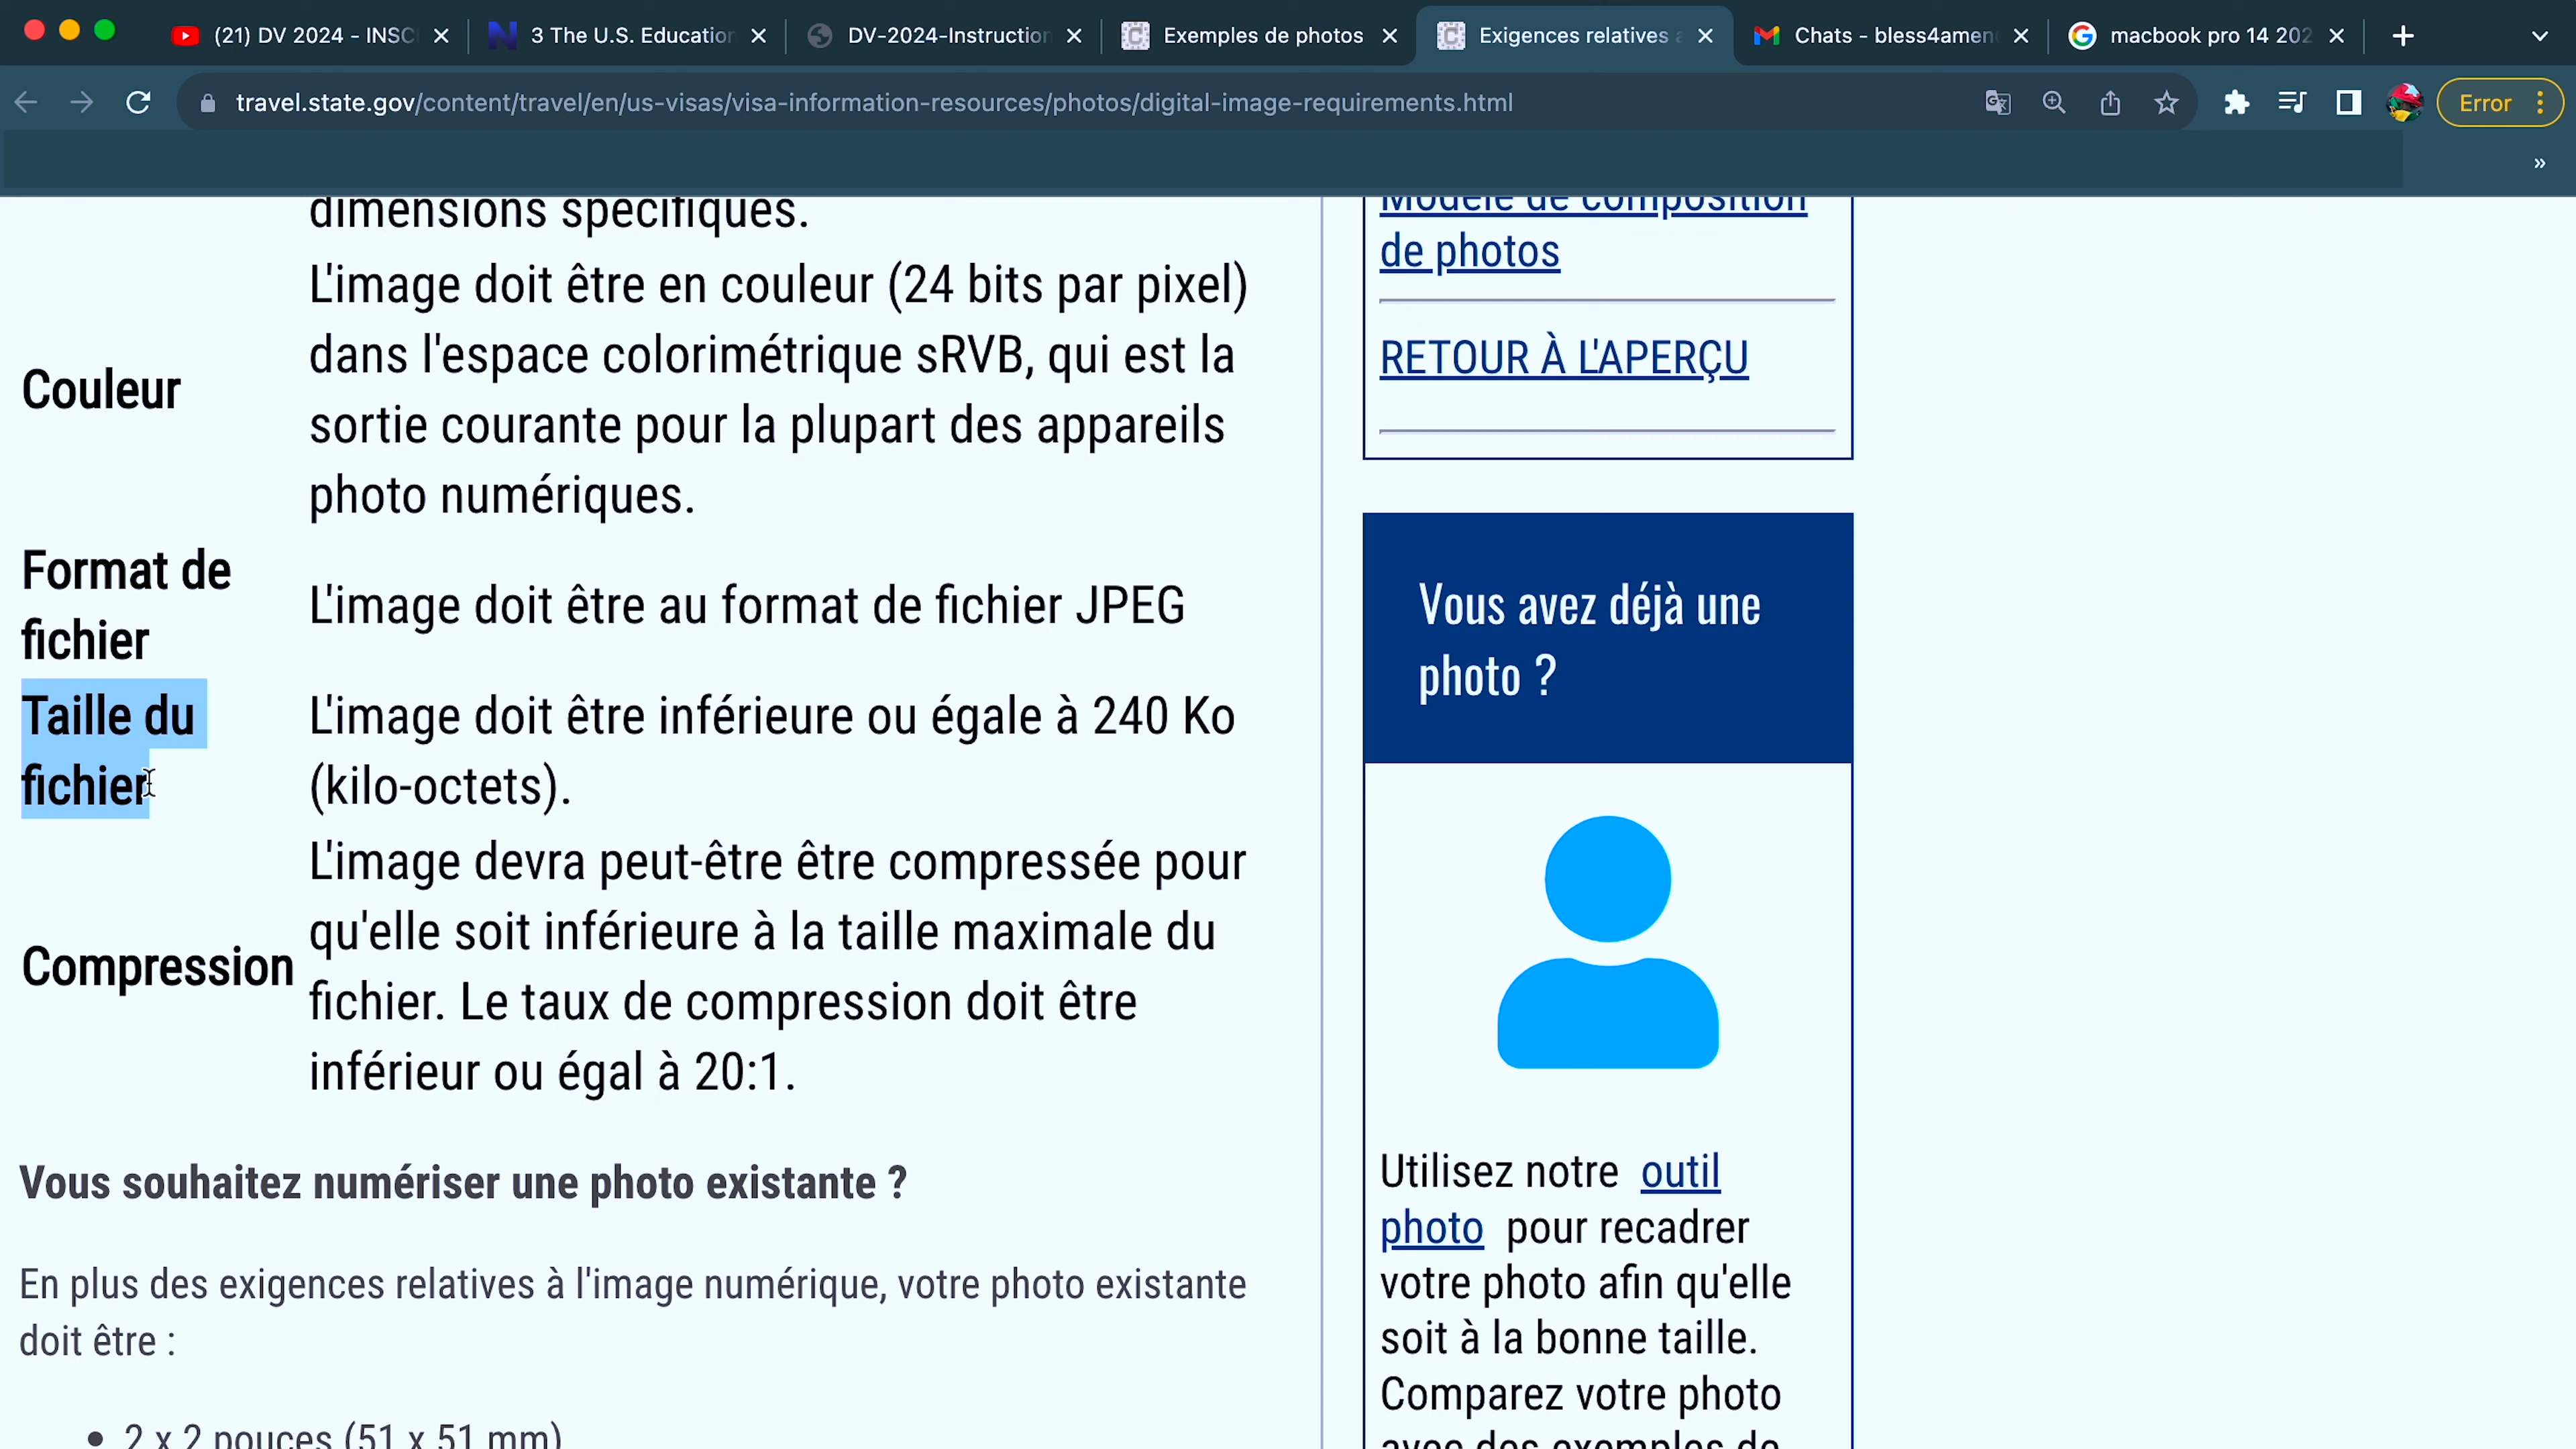 (21) DV 2024 - INSC
3 The U.S. Education
DV-2024-Instruction
Exemples de photos
Exigences relatives a
Chats - bless4amen
macbook pro 14 202
travel.state.gov/content/travel/en/us-visas/visa-information-resources/photos/digital-image-requirements.html
Error
»
dimensions spécifiques.
Couleur
L'image doit être en couleur (24 bits par pixel)
dans l'espace colorimétrique sRVB, qui est la
sortie courante pour la plupart des appareils
photo numériques.
Format de
fichier
L'image doit être au format de fichier JPEG
Taille du
fichier
L'image doit être inférieure ou égale à 240 Ko
(kilo-octets).
Compression
L'image devra peut-être être compressée pour
qu'elle soit inférieure à la taille maximale du
fichier. Le taux de compression doit être
inférieur ou égal à 20:1.
Vous souhaitez numériser une photo existante ?
En plus des exigences relatives à l'image numérique, votre photo existante
doit être :
• 2 x 2 pouces (51 x 51 mm)
Modèle de composition
de photos
RETOUR À L'APERÇU
Vous avez déjà une
photo ?
Utilisez notre outil
photo pour recadrer
votre photo afin qu'elle
soit à la bonne taille.
Comparez votre photo
avec des exemples de